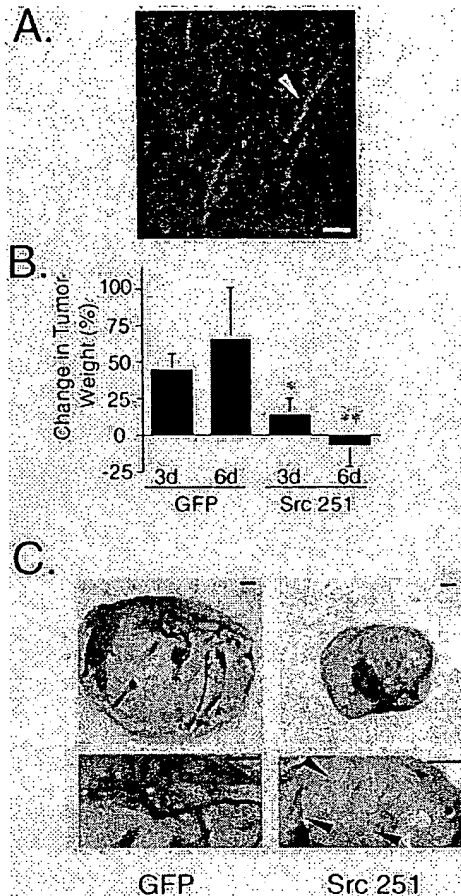 A.
B.
Change in Tumor
Weight (%)
100
75
50
25
0
-25
*
**
3d 6d 3d 6d
GFP Src 251
C.
GFP Src 251